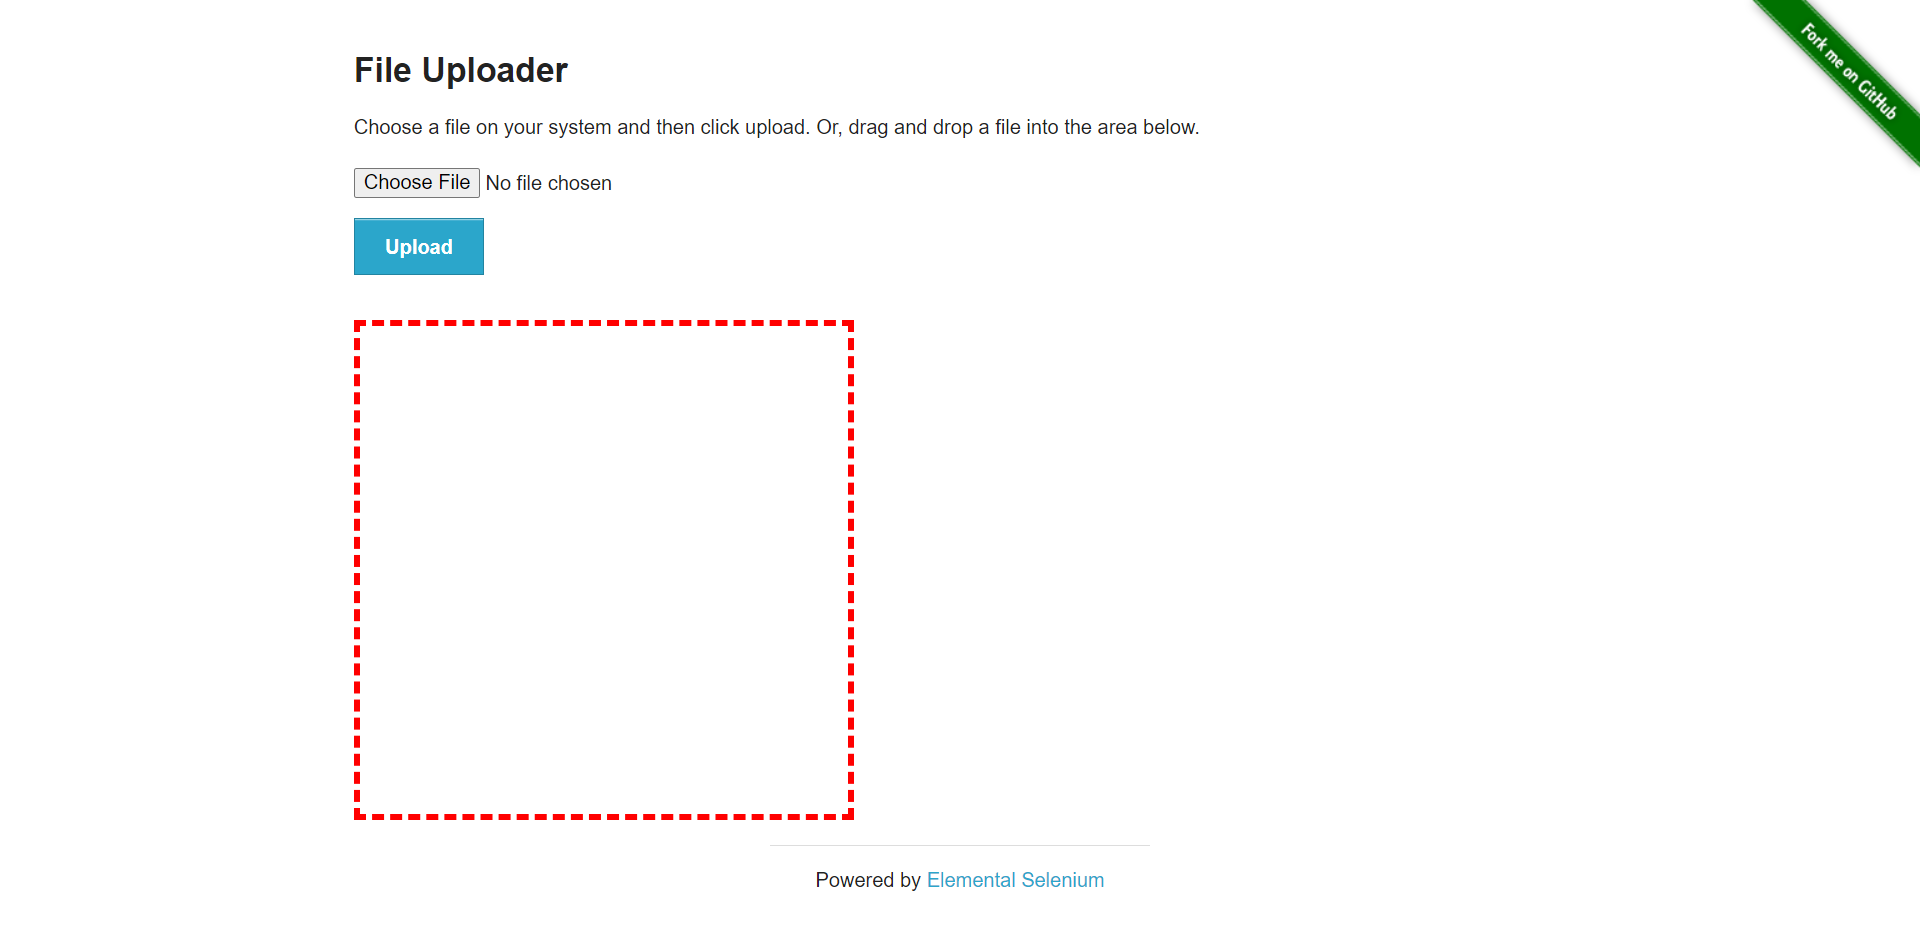 Fork me on GitHub
File Uploader
Choose a file on your system and then click upload. Or, drag and drop a file into the area below.
Choose File No file chosen
Upload
Powered by Elemental Selenium